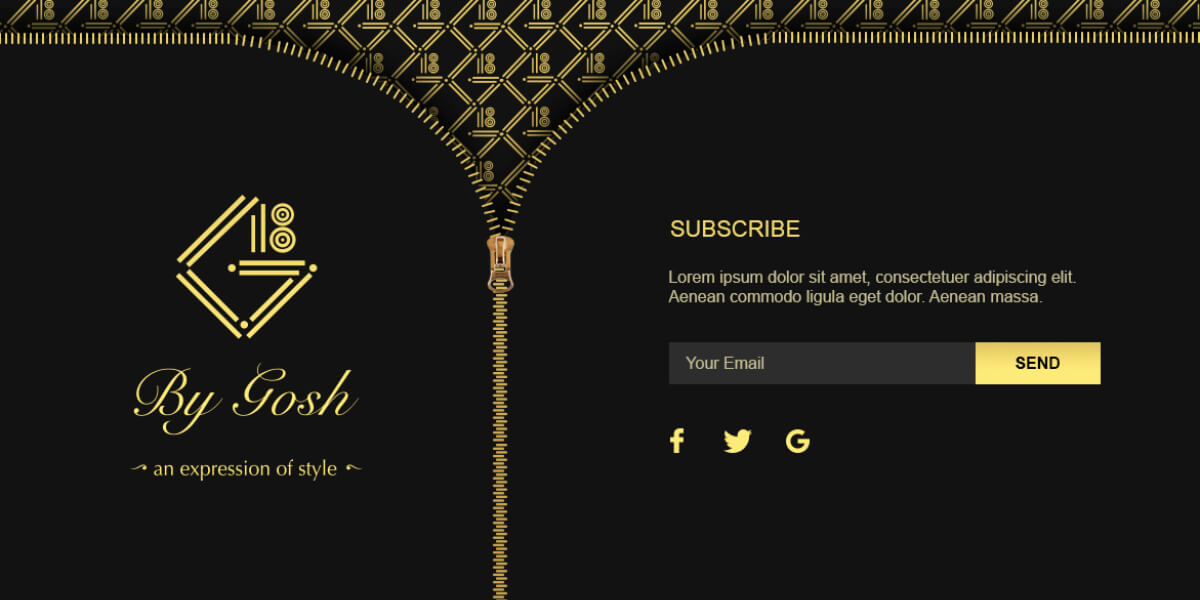 By Gosh
an expression of style
SUBSCRIBE
Lorem ipsum dolor sit amet, consectetuer adipiscing elit.
Aenean commodo ligula eget dolor. Aenean massa.
Your Email
SEND